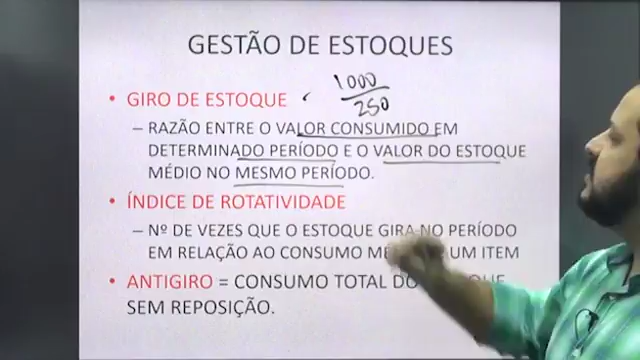 GESTÃO DE ESTOQUES
GIRO DE ESTOQUE
1000
250
RAZÃO ENTRE O VALOR CONSUMIDO EM
DETERMINADO PERÍODO E O VALOR DO ESTOQUE
MÉDIO NO MESMO PERÍODO.
ÍNDICE DE ROTATIVIDADE
Nº DE VEZES QUE O ESTOQUE GIRA NO PERÍODO
EM RELAÇÃO AO CONSUMO UM ITEM
ANTIGIRO = CONSUMO TOTAL DO
SEM REPOSIÇÃO.